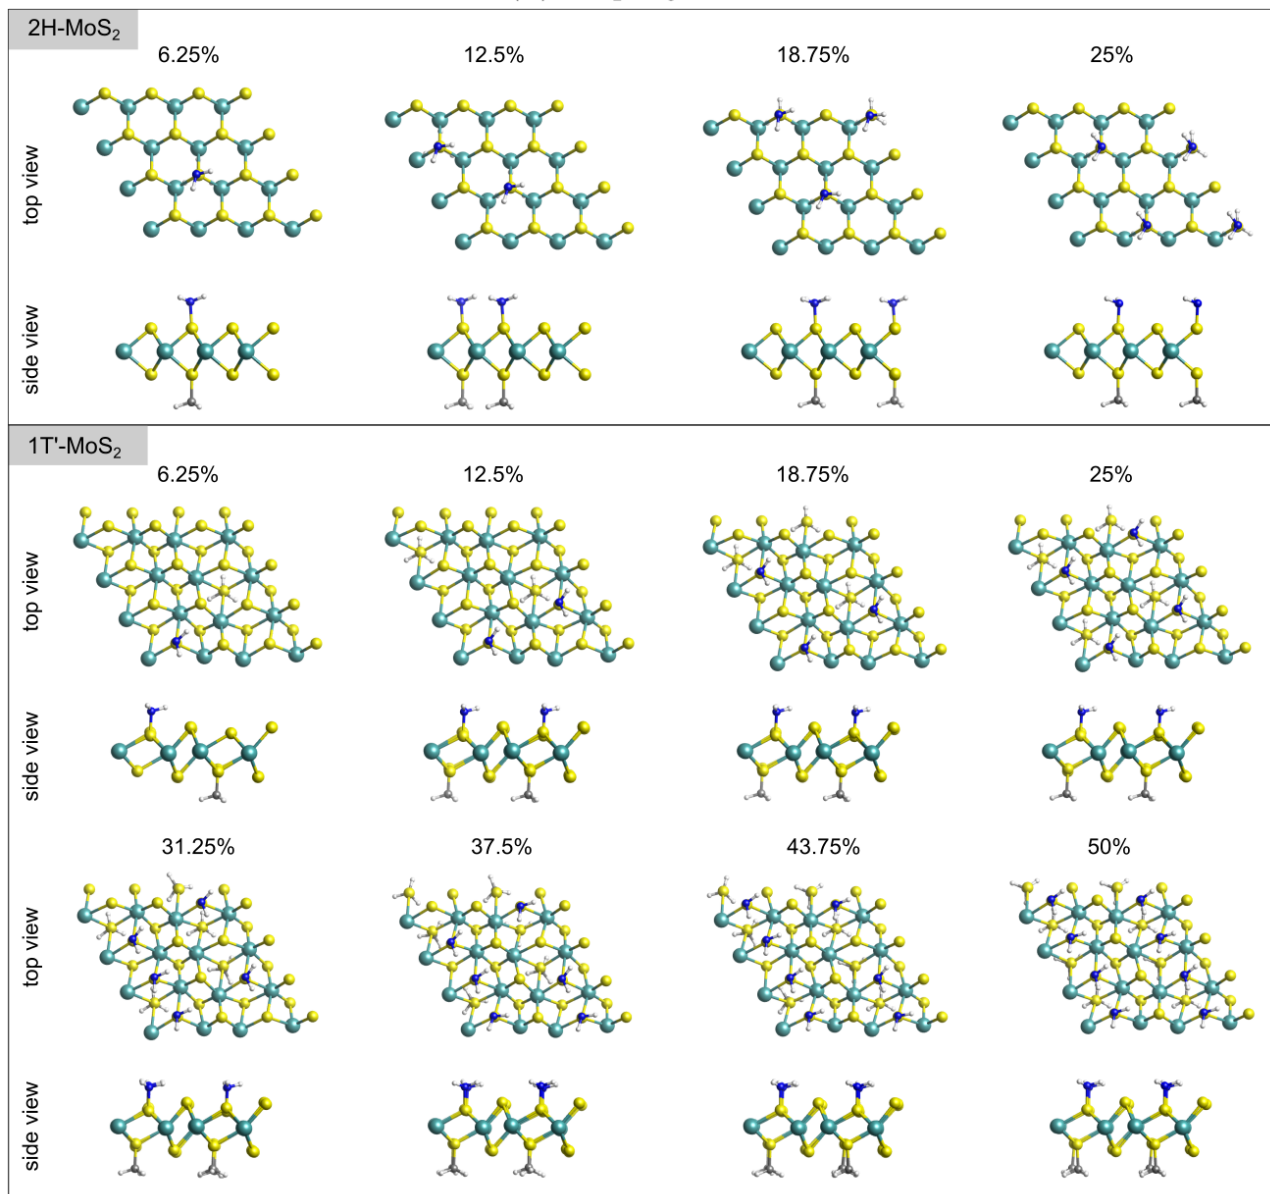 2H-MoS₂
6.25% 12.5% 18.75% 25%
top view
side view
1T'-MoS₂
6.25% 12.5% 18.75% 25%
top view
side view
31.25% 37.5% 43.75% 50%
top view
side view